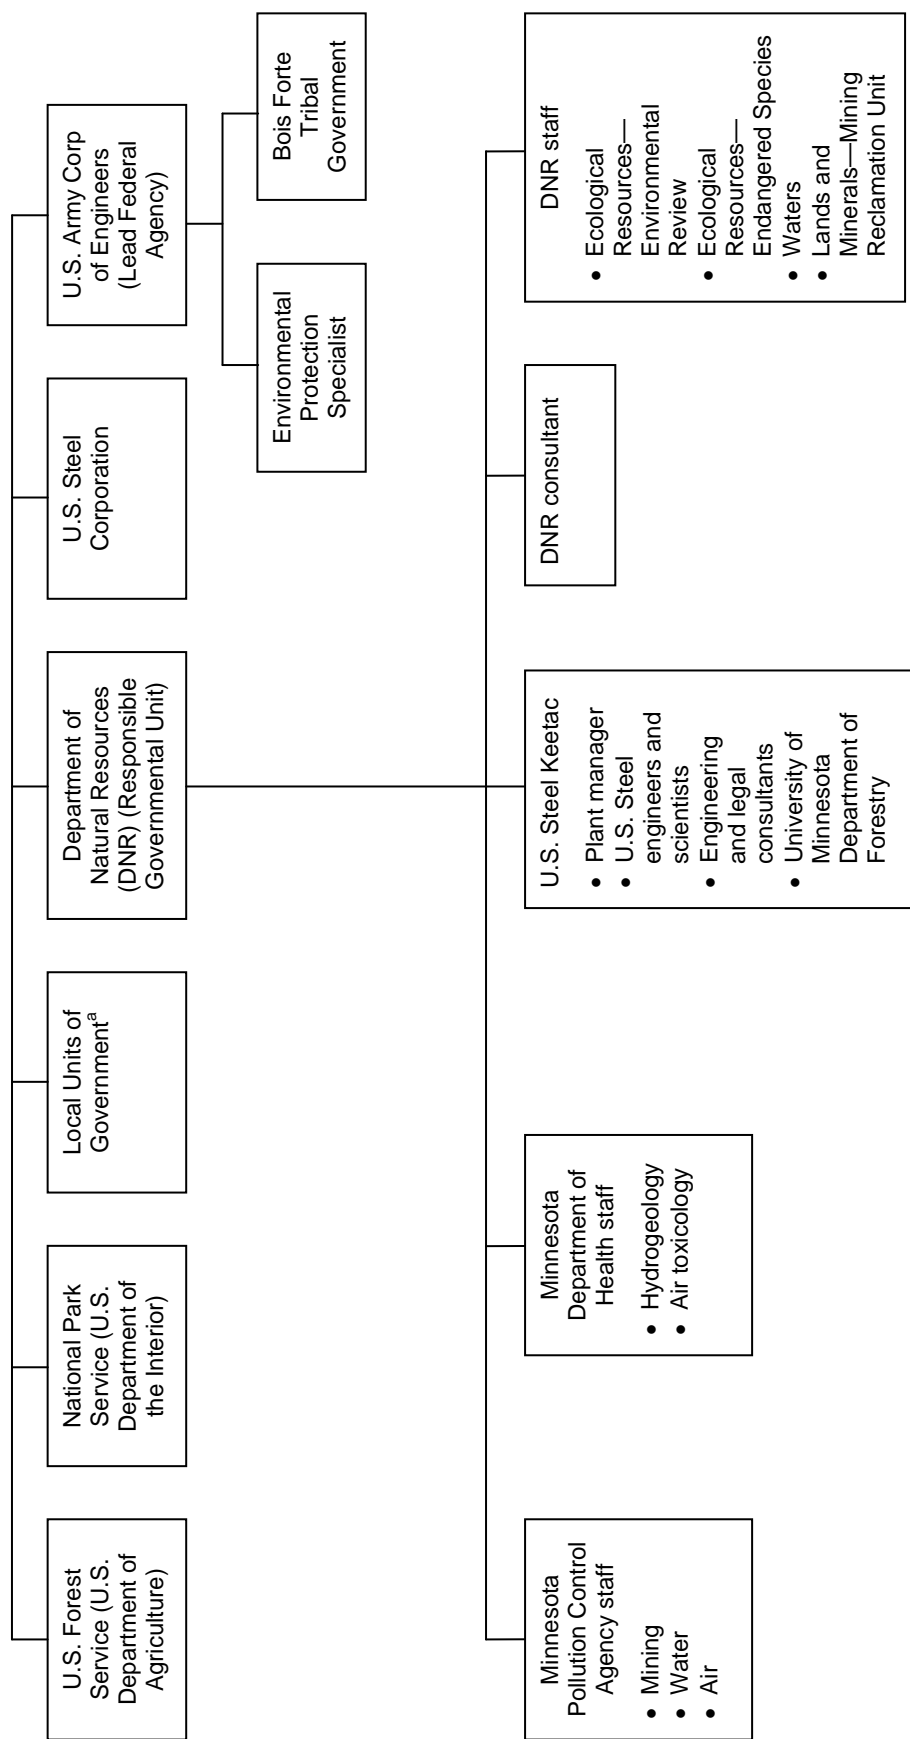 U.S. Forest
Service (U.S.
Department of
Agriculture)
National Park
Service (U.S.
Department of
the Interior)
Local Units of
Government<sup>a</sup>
Department of
Natural Resources
(DNR) (Responsible
Governmental Unit)
U.S. Steel
Corporation
U.S. Army Corp
of Engineers
(Lead Federal
Agency)
Environmental
Protection
Specialist
Bois Forte
Tribal
Government
Minnesota
Pollution Control
Agency staff
• Mining
• Water
• Air
Minnesota
Department of
Health staff
• Hydrogeology
• Air toxicology
U.S. Steel Keetac
• Plant manager
• U.S. Steel
engineers and
scientists
• Engineering
and legal
consultants
• University of
Minnesota
Department of
Forestry
DNR consultant
DNR staff
• Ecological
Resources—
Environmental
Review
• Ecological
Resources—
Endangered Species
• Waters
• Lands and
Minerals—Mining
Reclamation Unit